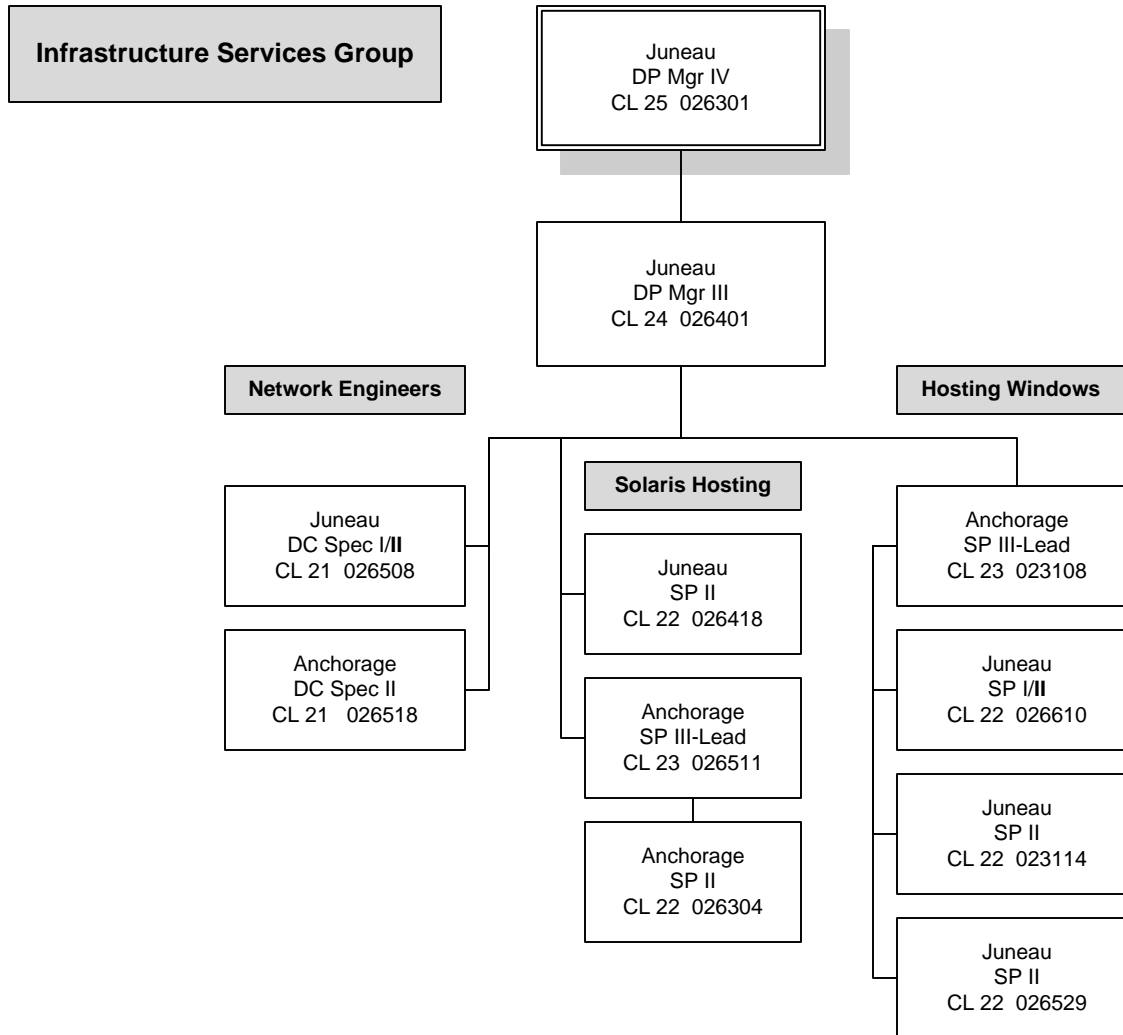 Infrastructure Services Group
Juneau
DP Mgr IV
CL 25 026301
Juneau
DP Mgr III
CL 24 026401
Network Engineers
Juneau
DC Spec I/II
CL 21 026508
Anchorage
DC Spec II
CL 21 026518
Solaris Hosting
Juneau
SP II
CL 22 026418
Anchorage
SP III-Lead
CL 23 026511
Anchorage
SP II
CL 22 026304
Hosting Windows
Anchorage
SP III-Lead
CL 23 023108
Juneau
SP I/II
CL 22 026610
Juneau
SP II
CL 22 023114
Juneau
SP II
CL 22 026529